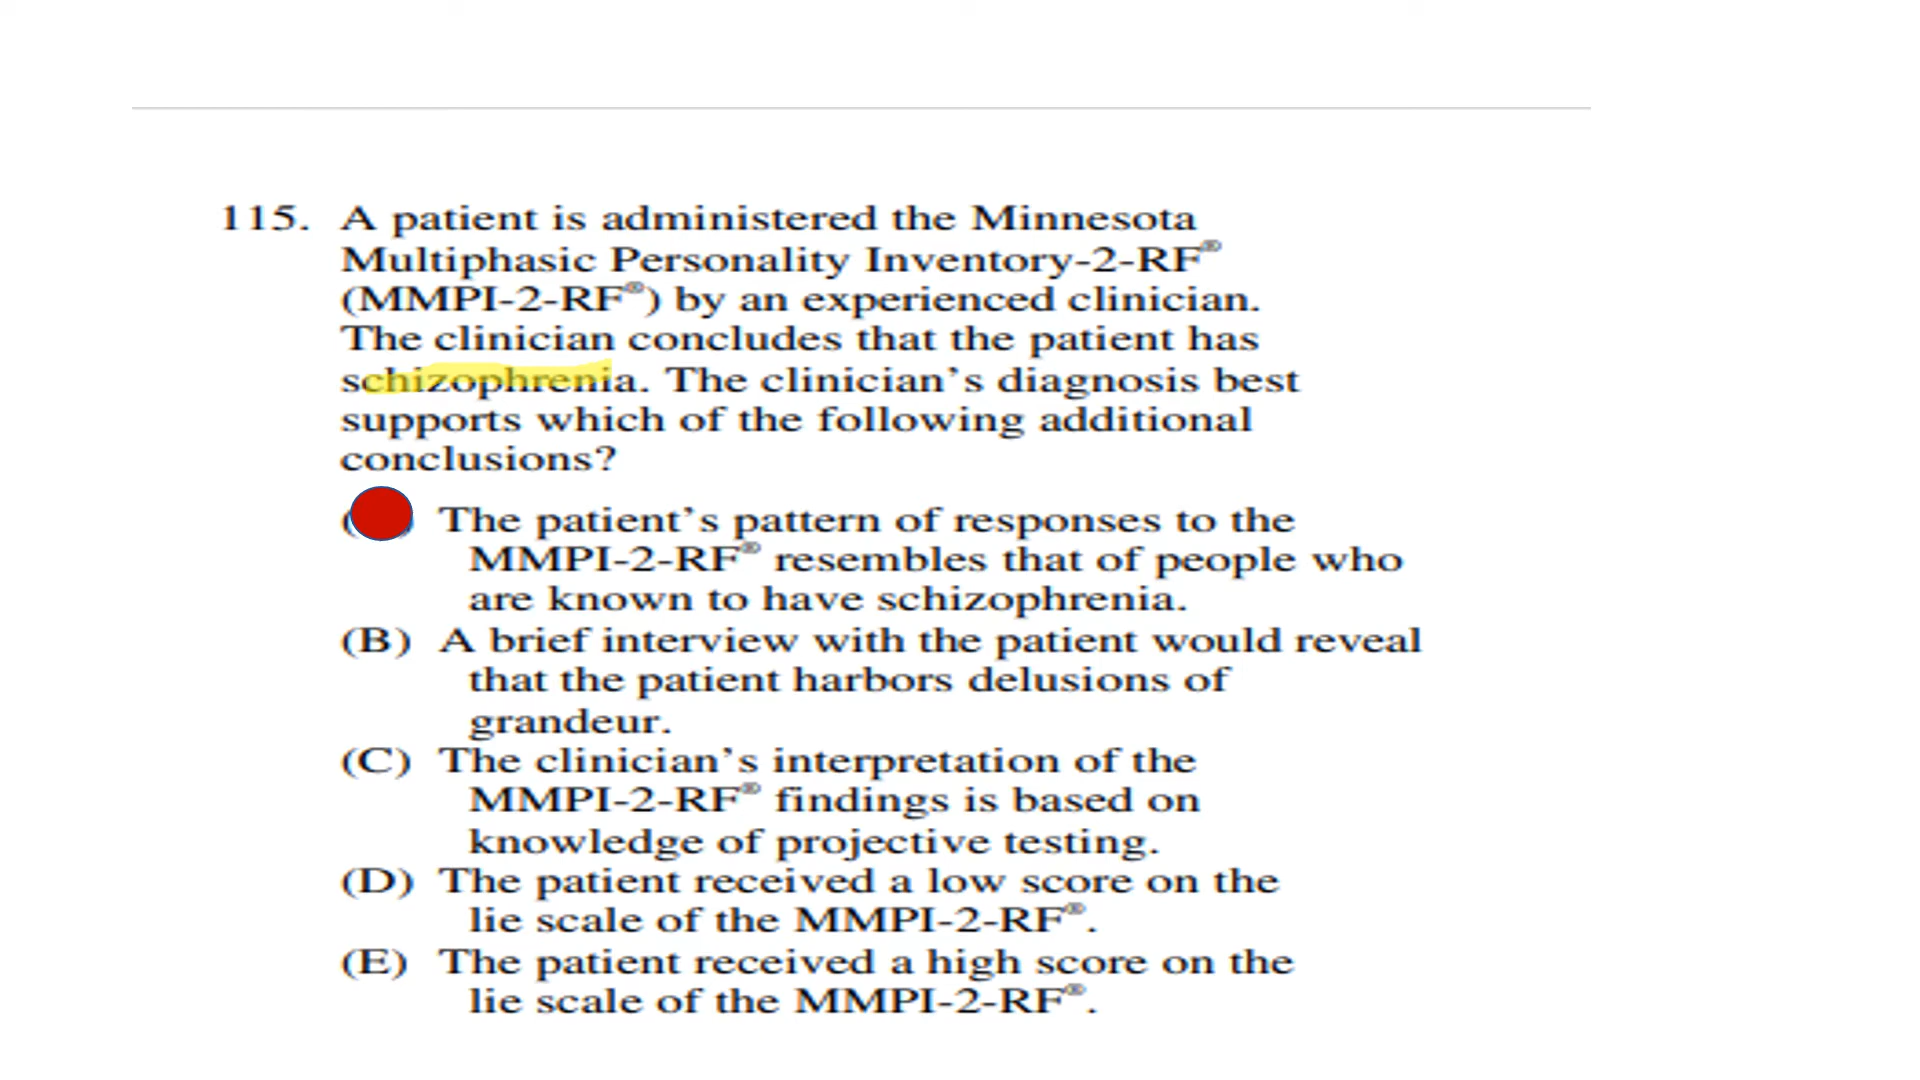 115. A patient is administered the Minnesota
Multiphasic Personality Inventory-2-RF®
(MMPI-2-RF®) by an experienced clinician.
The clinician concludes that the patient has
schizophrenia. The clinician's diagnosis best
supports which of the following additional
conclusions?
The patient's pattern of responses to the
MMPI-2-RF® resembles that of people who
are known to have schizophrenia.
(B) A brief interview with the patient would reveal
that the patient harbors delusions of
grandeur.
(C) The clinician's interpretation of the
MMPI-2-RF® findings is based on
knowledge of projective testing.
(D) The patient received a low score on the
lie scale of the MMPI-2-RF®.
(E) The patient received a high score on the
lie scale of the MMPI-2-RF®.